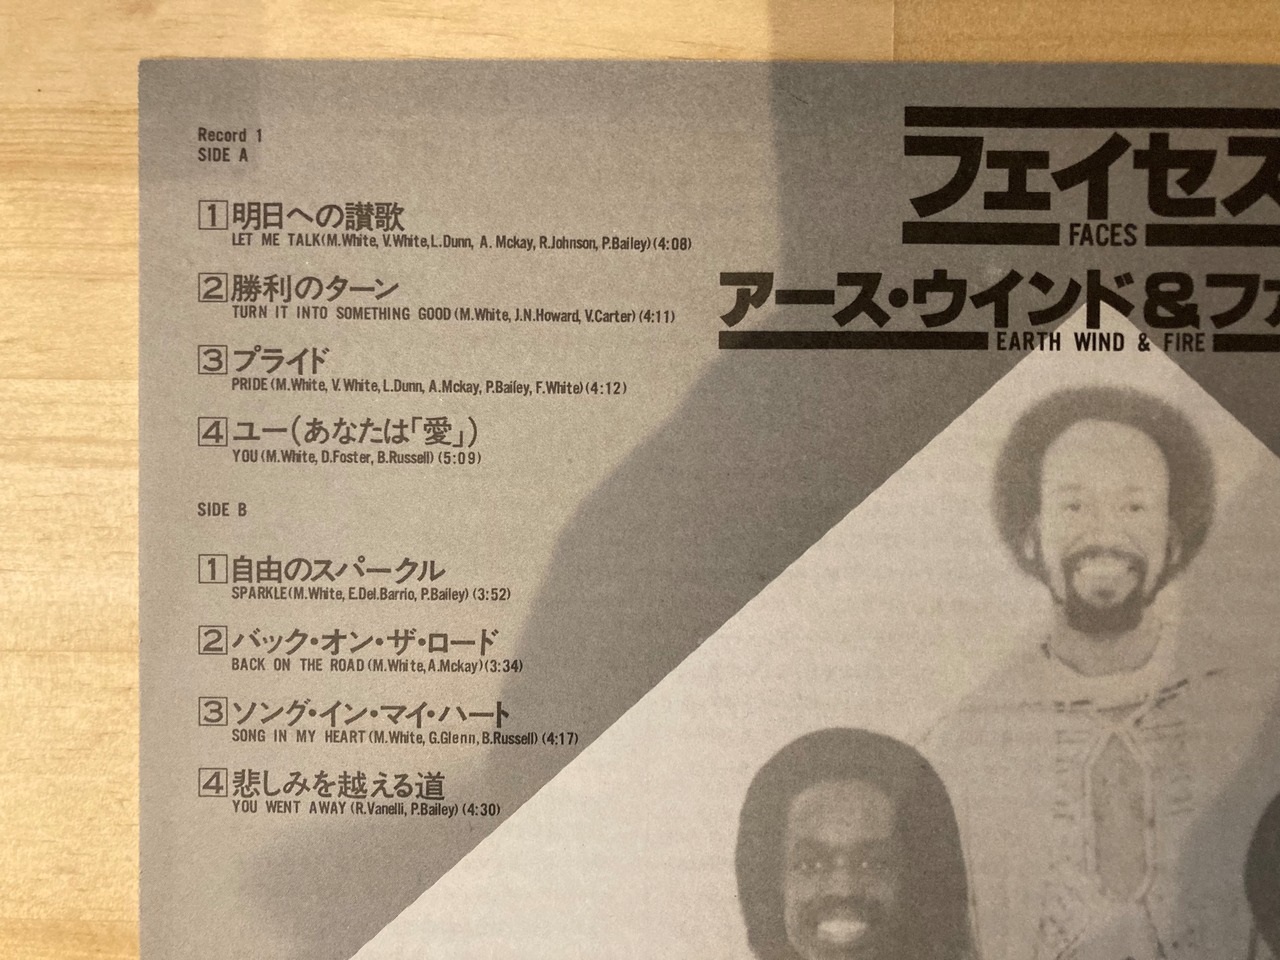 Record 1
SIDE A
1 明日への讃歌
LET ME TALK(M.White, V.White,L.Dunn, A. Mckay, R.Johnson, P.Bailey)(4:08)
2 勝利のターン
TURN IT INTO SOMETHING GOOD(M.White, J.N.Howard, V.Carter)(4:11)
3 プライド
PRIDE(M.White, V.White, L.Dunn, A.Mckay, P.Bailey, F.White)(4:12)
4 ユー(あなたは「愛」)
YOU(M.White, D.Foster, B.Russell)(5:09)
SIDE B
1 自由のスパークル
SPARKLE(M.White, E.Del.Barrio, P.Bailey)(3:52)
2 バック・オン・ザ・ロード
BACK ON THE ROAD(M.White, A.Mckay)(3:34)
3 ソング・イン・マイ・ハート
SONG IN MY HEART(M.White, G.Glenn, B.Russell)(4:17)
4 悲しみを越える道
YOU WENT AWAY(R.Vanelli, P.Bailey)(4:30)
フェイセス
FACES
アース・ウインド&ファ
EARTH WIND & FIRE